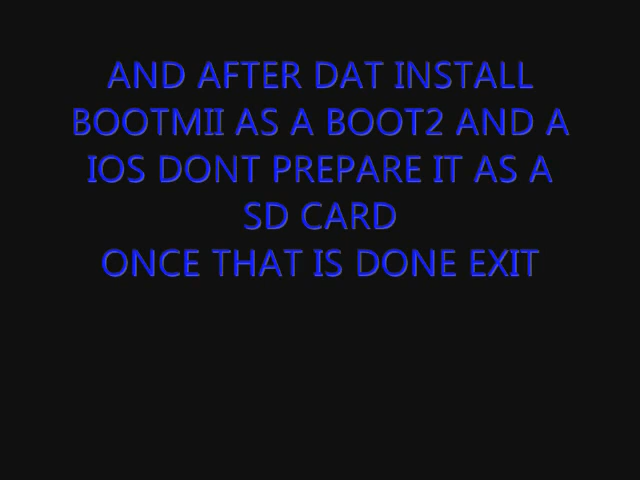 AND AFTER DAT INSTALL
BOOTMII AS A BOOT2 AND A
IOS DONT PREPARE IT AS A
SD CARD
ONCE THAT IS DONE EXIT